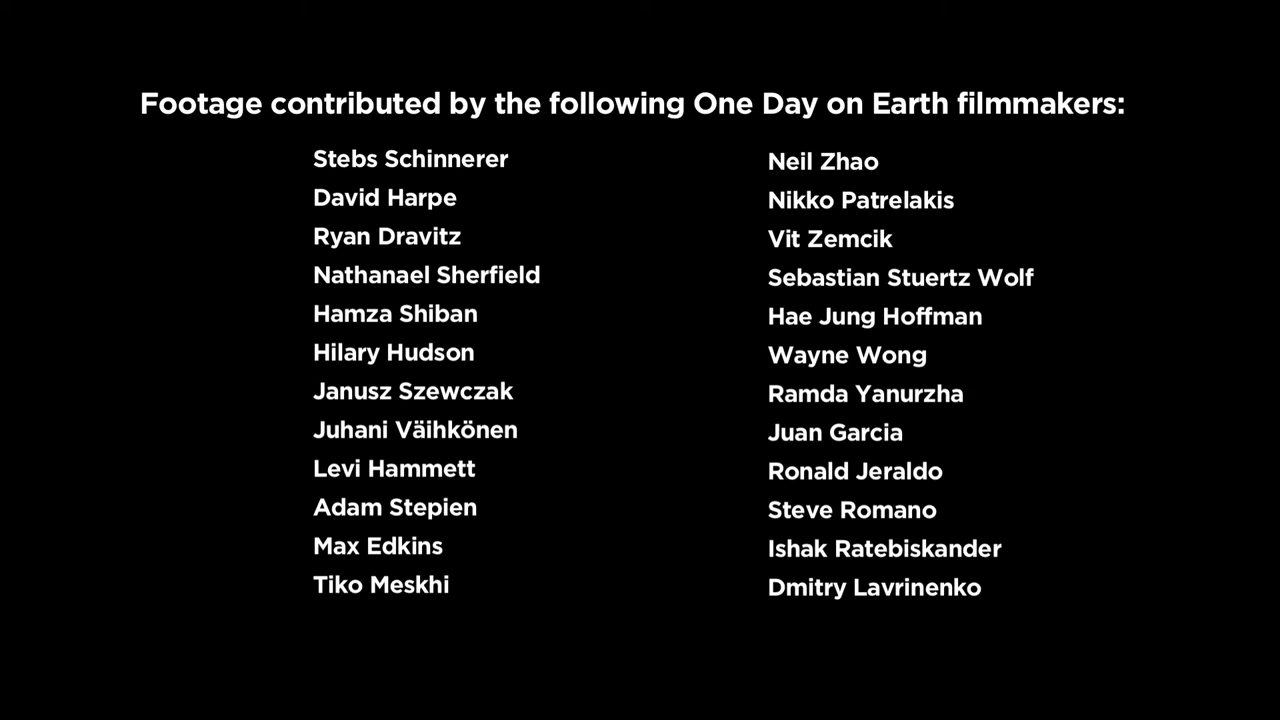 Footage contributed by the following One Day on Earth filmmakers:
Stebs Schinnerer
David Harpe
Ryan Dravitz
Nathanael Sherfield
Hamza Shiban
Hilary Hudson
Janusz Szewczak
Juhani Väihkönen
Levi Hammett
Adam Stepien
Max Edkins
Tiko Meskhi
Neil Zhao
Nikko Patrelakis
Vit Zemcik
Sebastian Stuertz Wolf
Hae Jung Hoffman
Wayne Wong
Ramda Yanurzha
Juan Garcia
Ronald Jeraldo
Steve Romano
Ishak Ratebiskander
Dmitry Lavrinenko